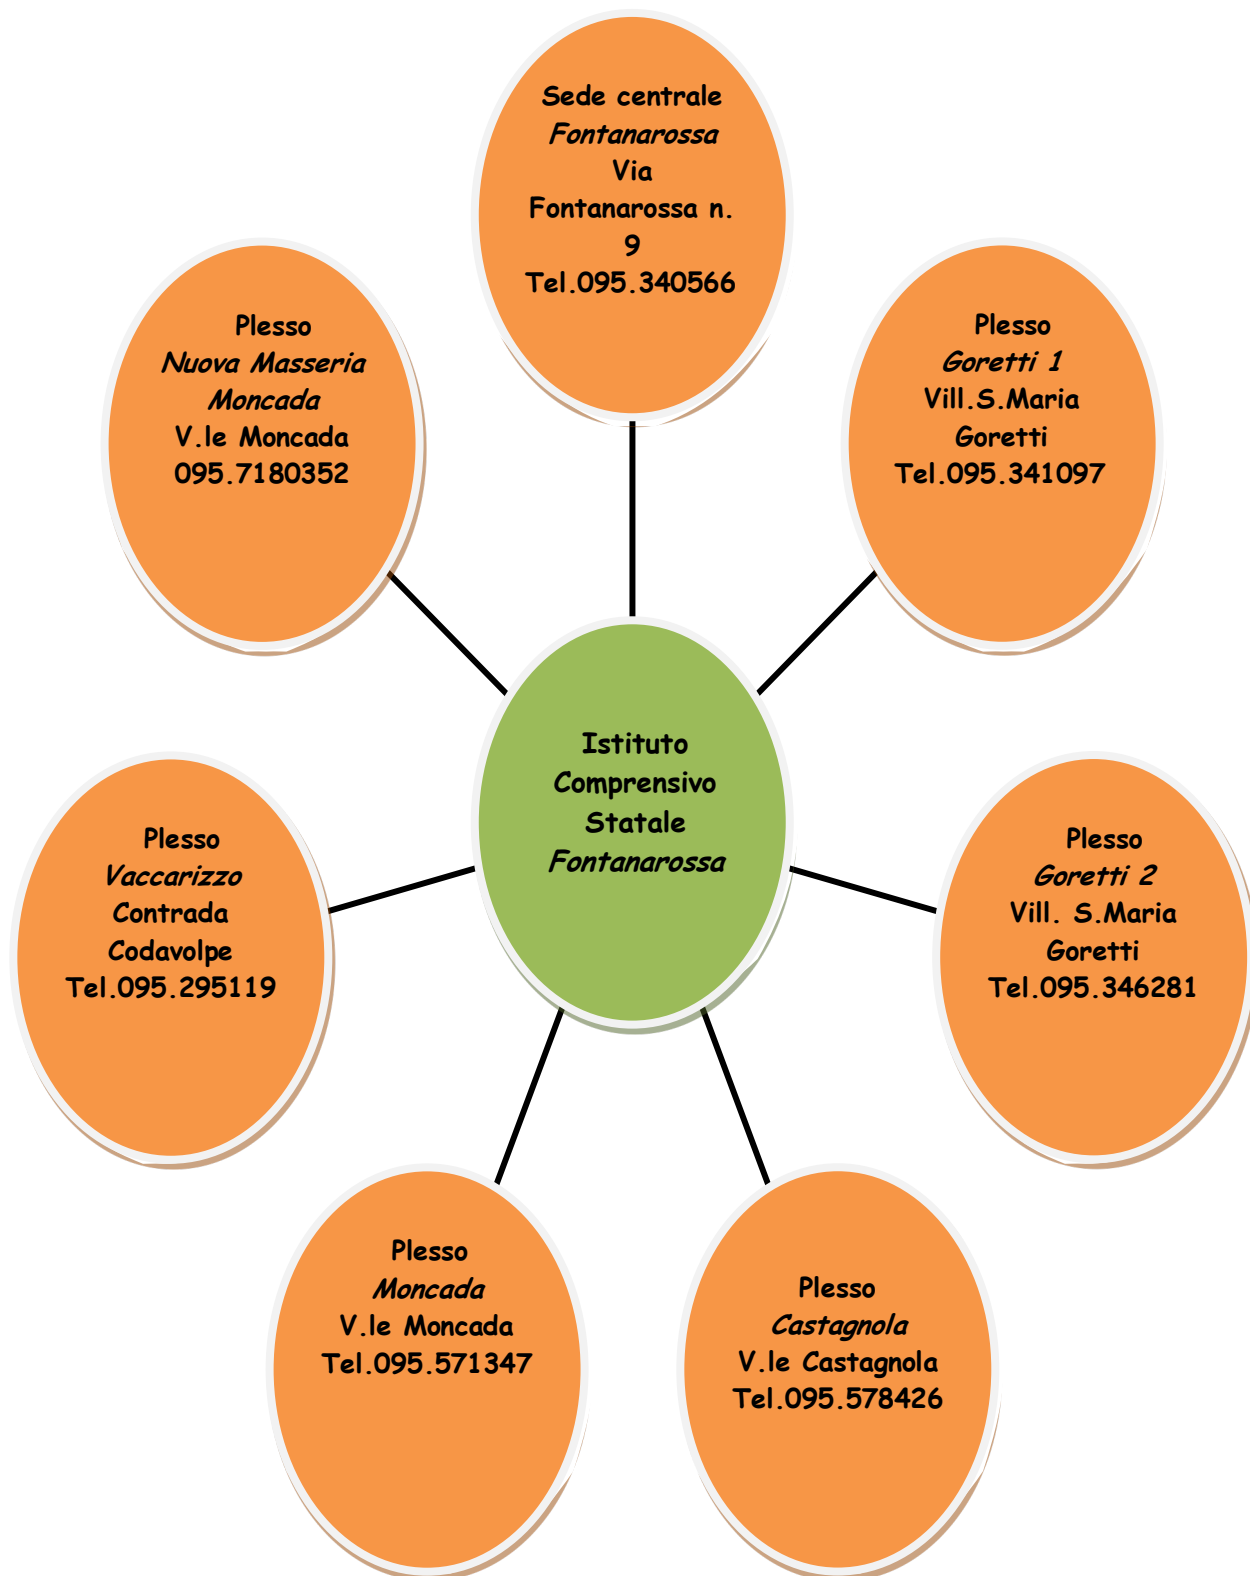 Sede centrale
Fontanarossa
Via
Fontanarossa n.
9
Tel.095.340566
Plesso
Goretti 1
Vill.S.Maria
Goretti
Tel.095.341097
Plesso
Goretti 2
Vill. S.Maria
Goretti
Tel.095.346281
Plesso
Castagnola
V.le Castagnola
Tel.095.578426
Plesso
Moncada
V.le Moncada
Tel.095.571347
Plesso
Vaccarizzo
Contrada
Codavolpe
Tel.095.295119
Plesso
Nuova Masseria
Moncada
V.le Moncada
095.7180352
Istituto
Comprensivo
Statale
Fontanarossa